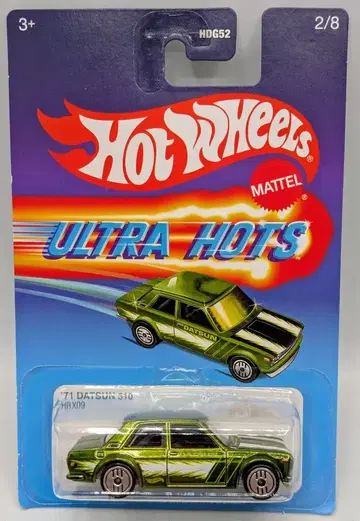 3+
HDG52
2/8
Hot Wheels
MATTEL
ULTRA HOTS
DATSUN
'71 DATSUN 510
HBX09